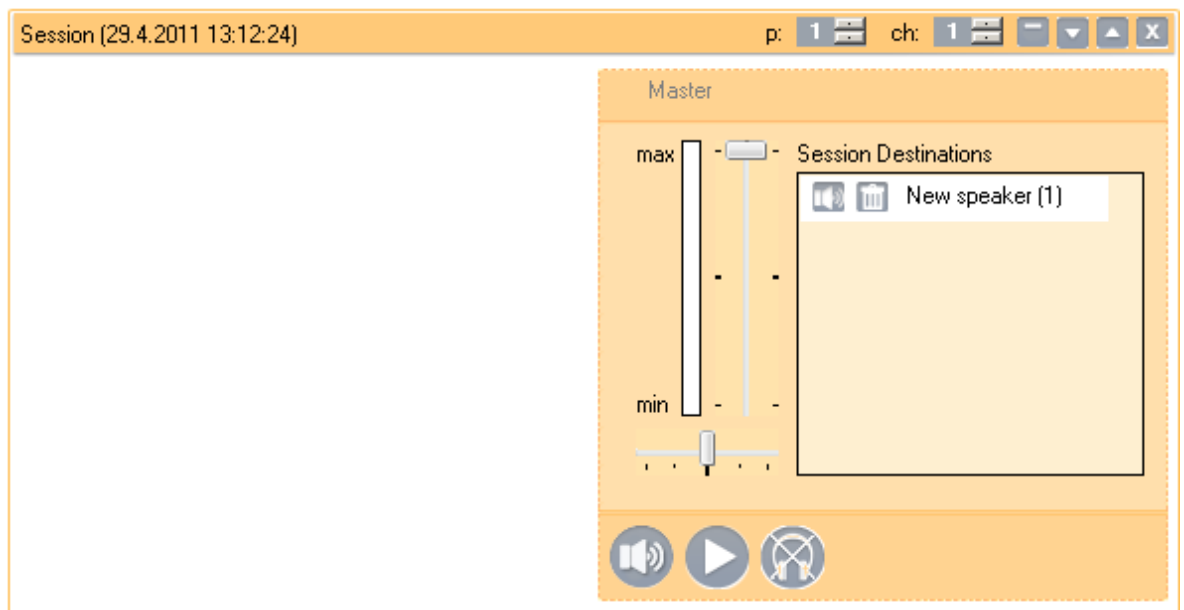 Session (29.4.2011 13:12:24) p: 1 ch: 1 X
Master
max
Session Destinations
New speaker (1)
min